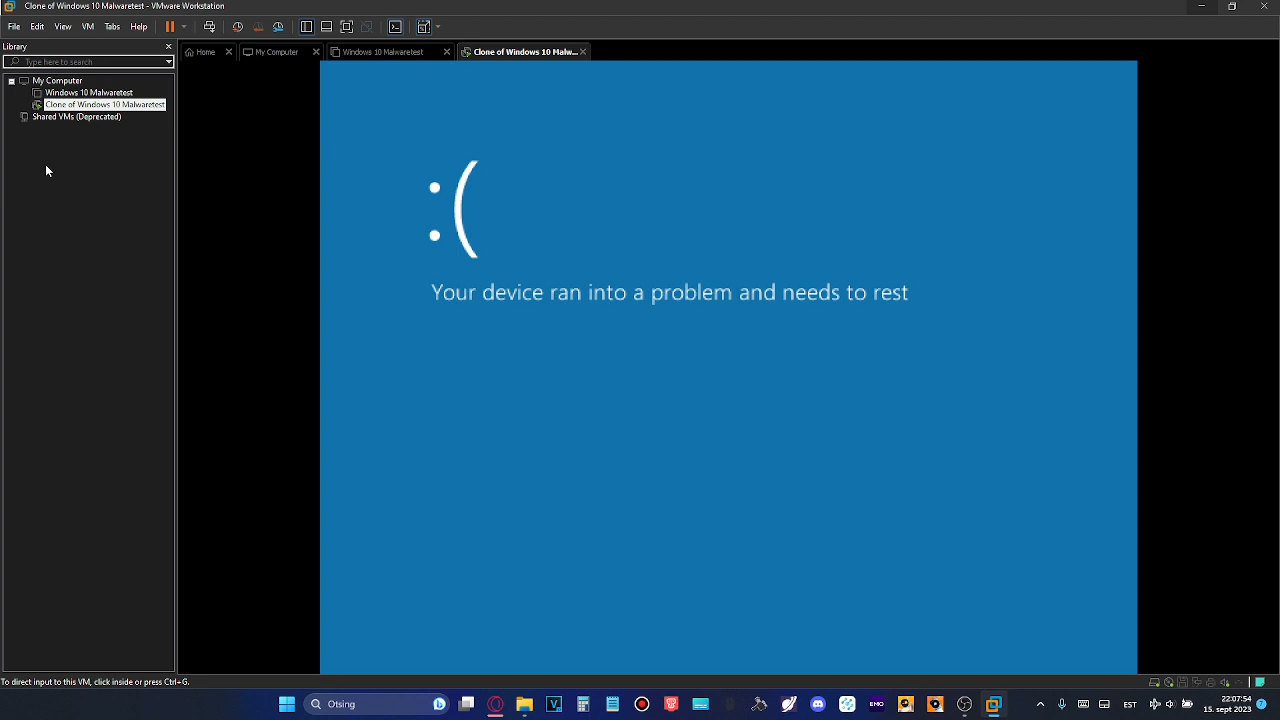 Clone of Windows 10 Malwaretest - VMware Workstation
File Edit View VM Tabs Help
Library
Home My Computer Windows 10 Malwaretest Clone of Windows 10 Malw...
Type here to search
My Computer
Windows 10 Malwaretest
Clone of Windows 10 Malwaretest
Shared VMs (Deprecated)
:(
Your device ran into a problem and needs to rest
To direct input to this VM, click inside or press Ctrl+G.
Otsing
EMO
EST
22:07:54
15. sept 2023